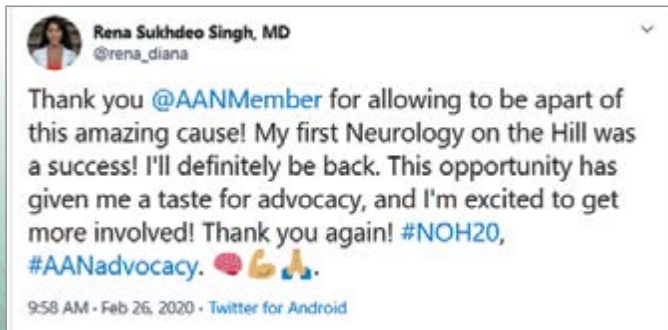 Rena Sukhdeo Singh, MD
@rena_diana
Thank you @AANMember for allowing to be apart of
this amazing cause! My first Neurology on the Hill was
a success! I'll definitely be back. This opportunity has
given me a taste for advocacy, and I'm excited to get
more involved! Thank you again! #NOH20,
#AANadvocacy. 🧠💪🙏.
9:58 AM · Feb 26, 2020 · Twitter for Android